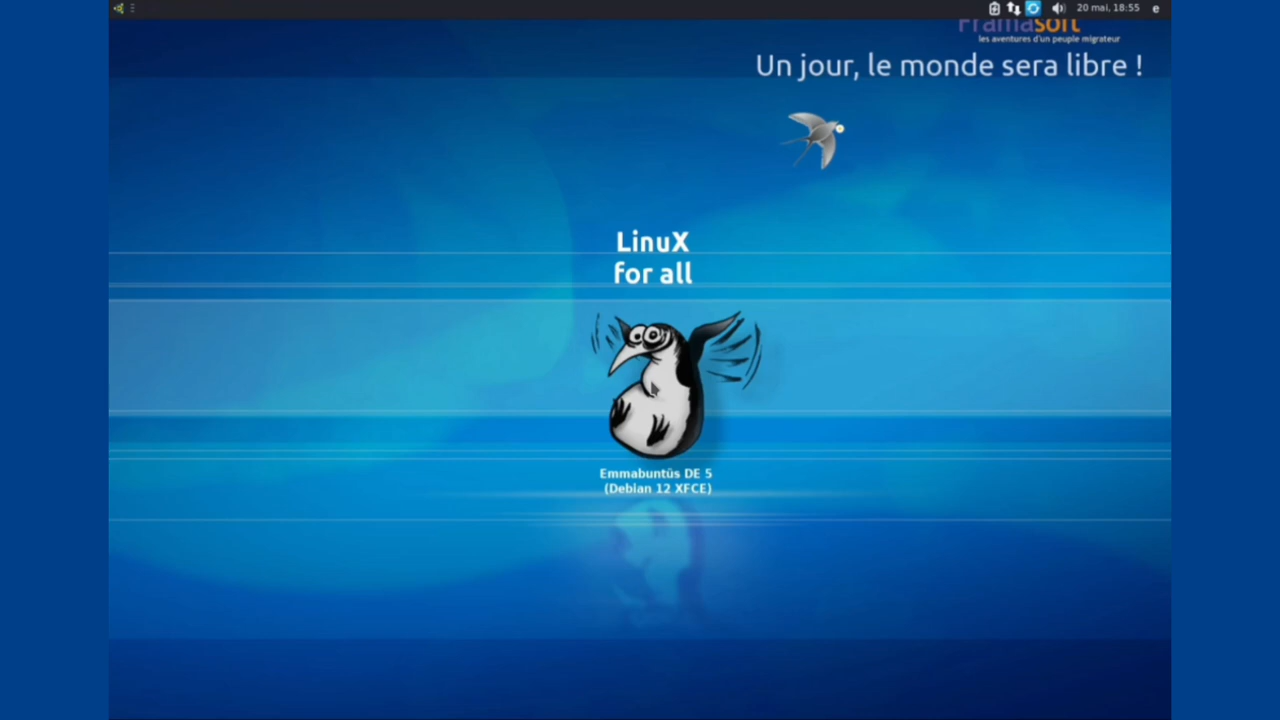 20 mai, 18:55 e
Framasoft
les aventures d'un peuple migrateur
Un jour, le monde sera libre !
LinuX
for all
Emmabuntüs DE 5
(Debian 12 XFCE)